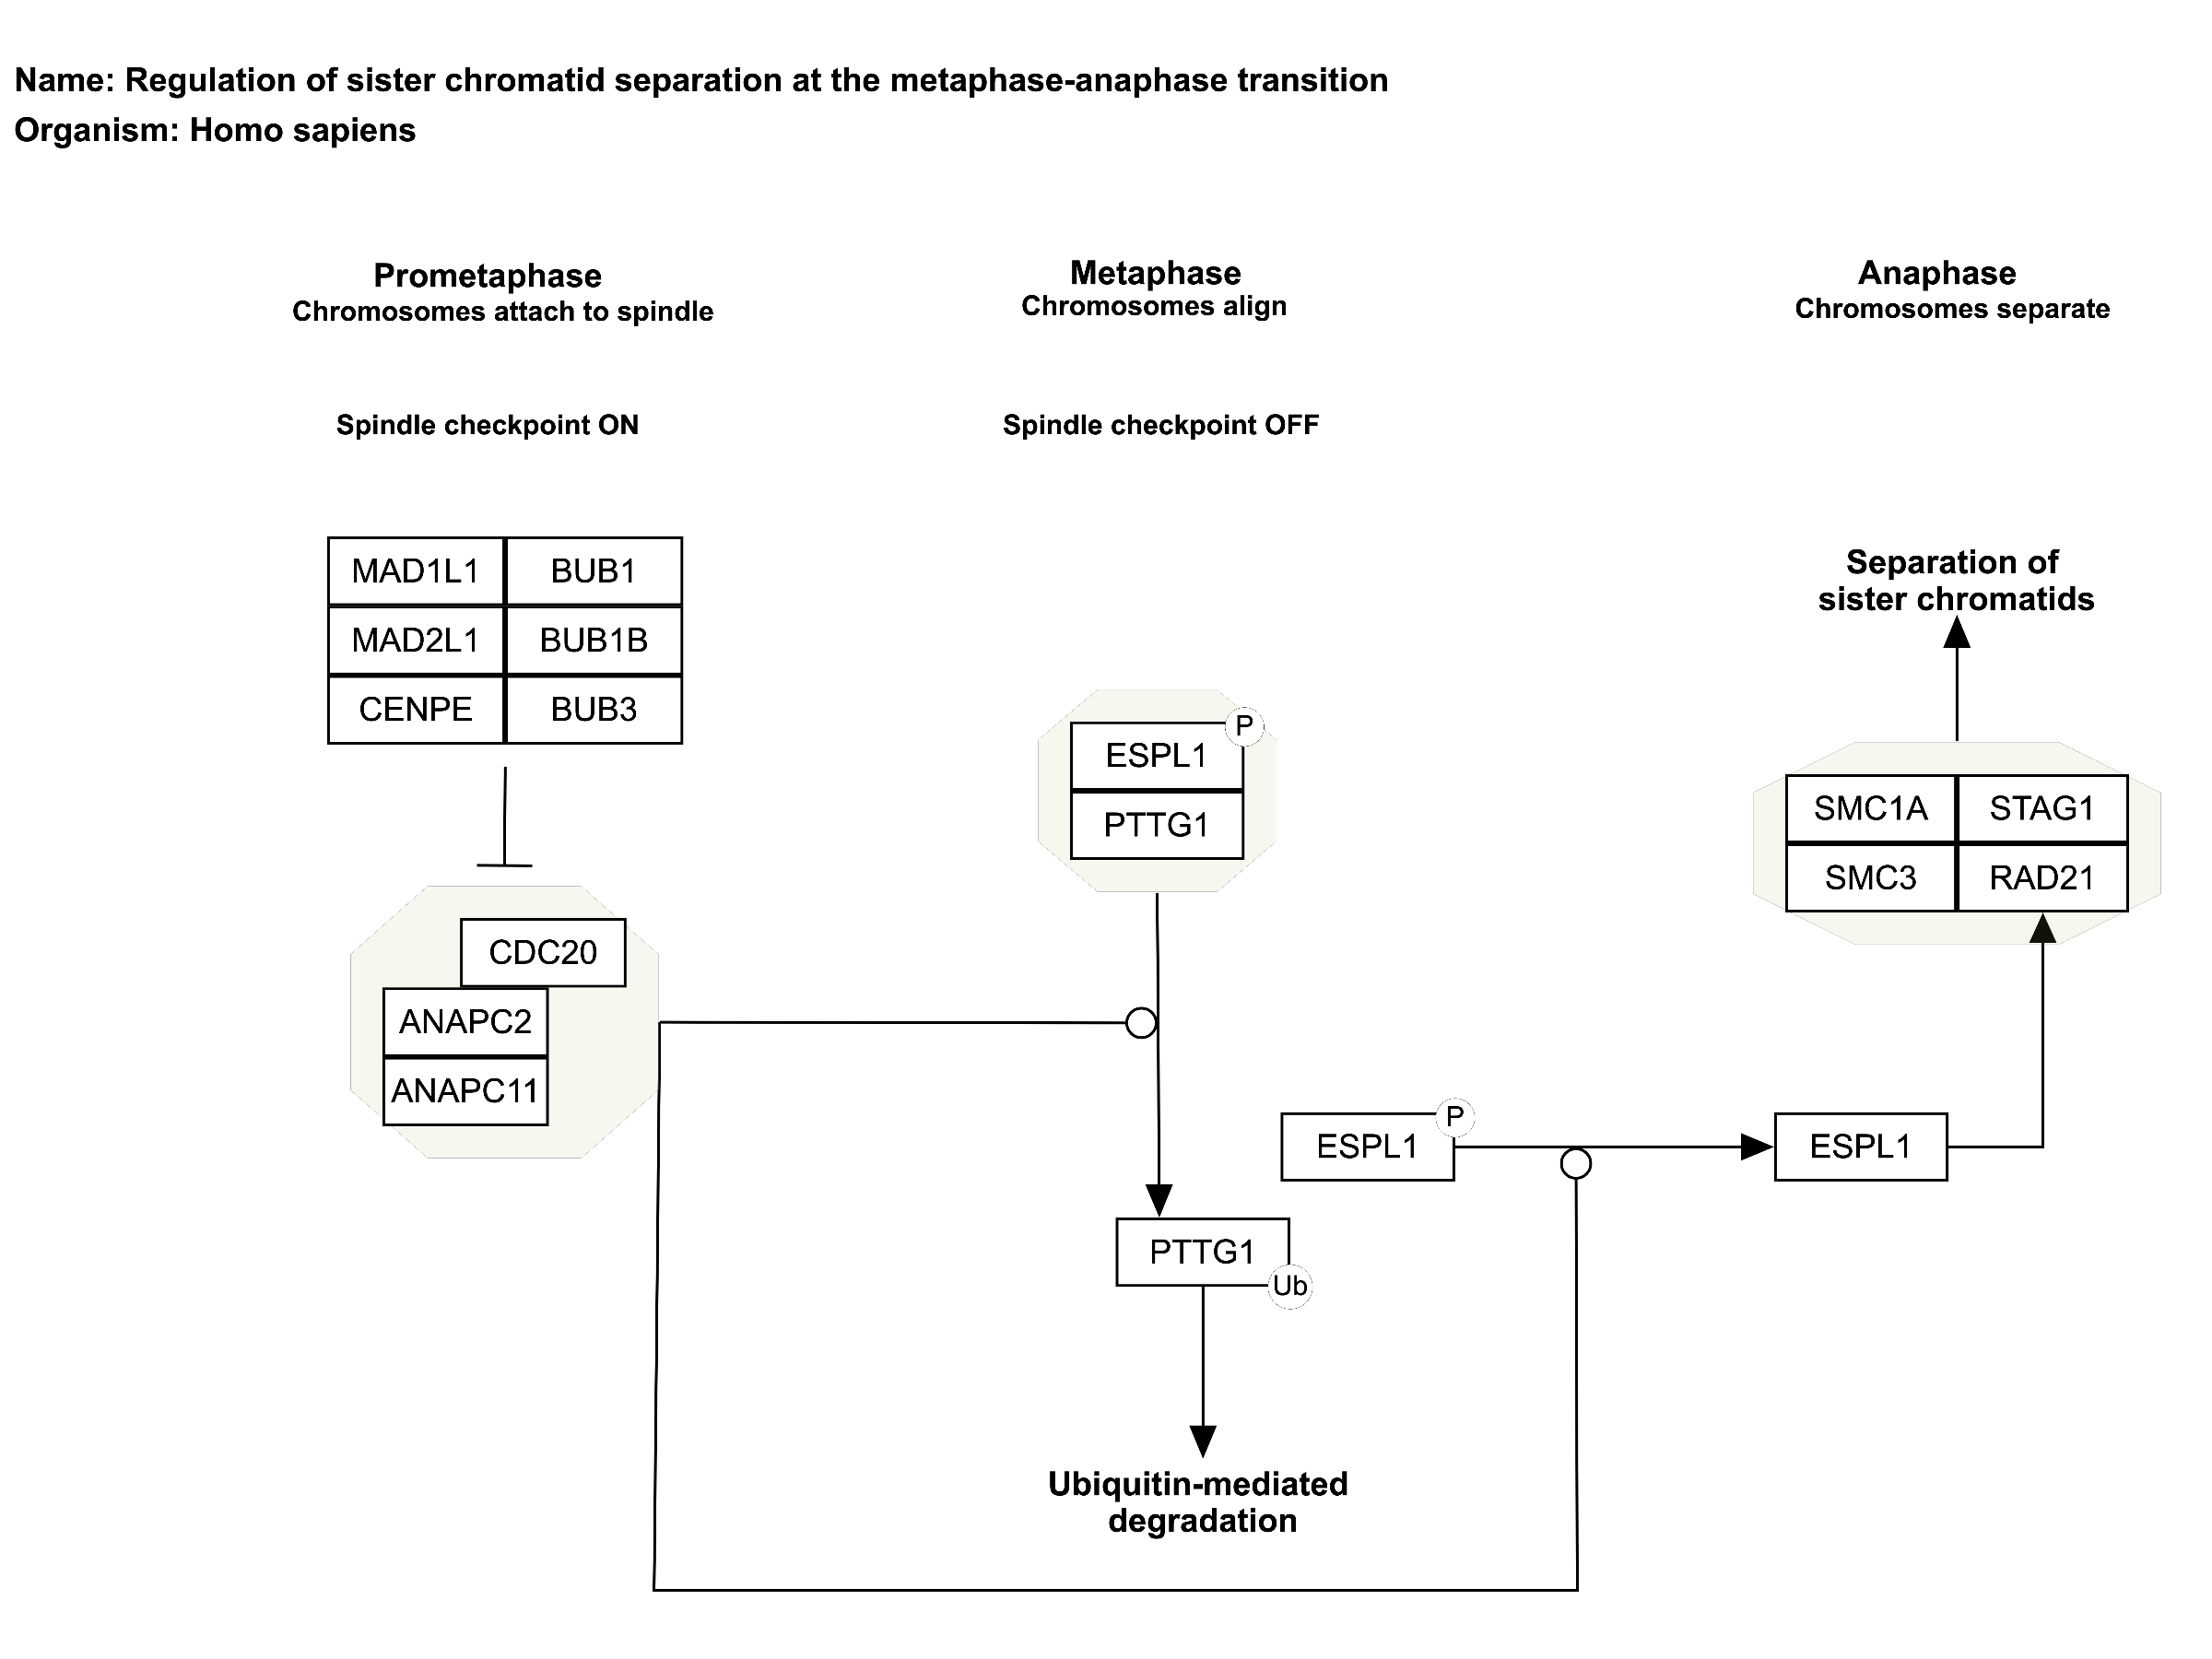 Name: Regulation of sister chromatid separation at the metaphase-anaphase transition
Organism: Homo sapiens
Prometaphase
Chromosomes attach to spindle
Metaphase
Chromosomes align
Anaphase
Chromosomes separate
Spindle checkpoint ON
Spindle checkpoint OFF
MAD1L1
BUB1
MAD2L1
BUB1B
CENPE
BUB3
Separation of
sister chromatids
P
ESPL1
PTTG1
SMC1A
STAG1
SMC3
RAD21
CDC20
ANAPC2
ANAPC11
P
ESPL1
ESPL1
PTTG1
Ub
Ubiquitin-mediated
degradation